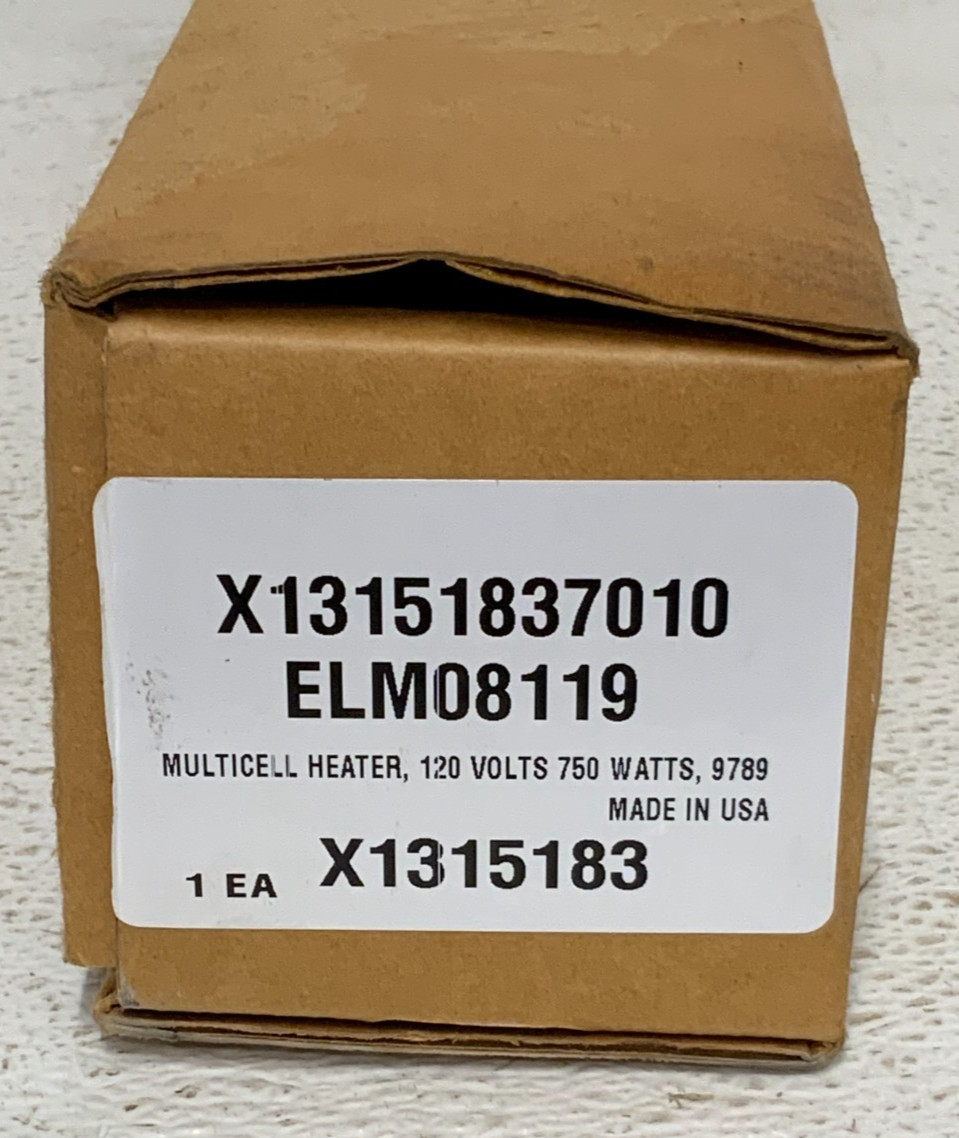 X13151837010
ELM08119
MULTICELL HEATER, 120 VOLTS 750 WATTS, 9789
MADE IN USA
1 EA X1315183